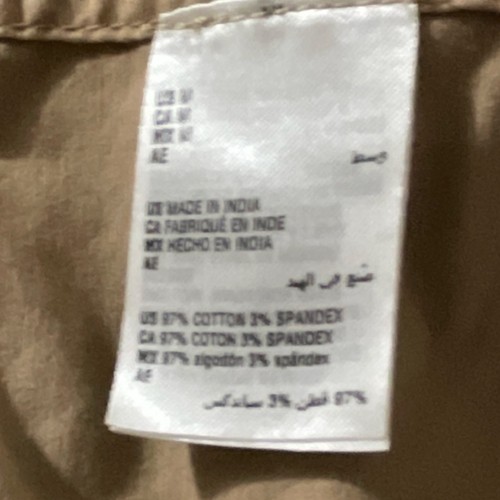 US M
CA M
MX M
AE
وسط
US MADE IN INDIA
CA FABRIQUÉ EN INDE
MX HECHO EN INDIA
AE
صنع في الهند
US 97% COTTON 3% SPANDEX
CA 97% COTON 3% SPANDEX
MX 97% algodón 3% spandex
AE
97% قطن 3% سباندكس